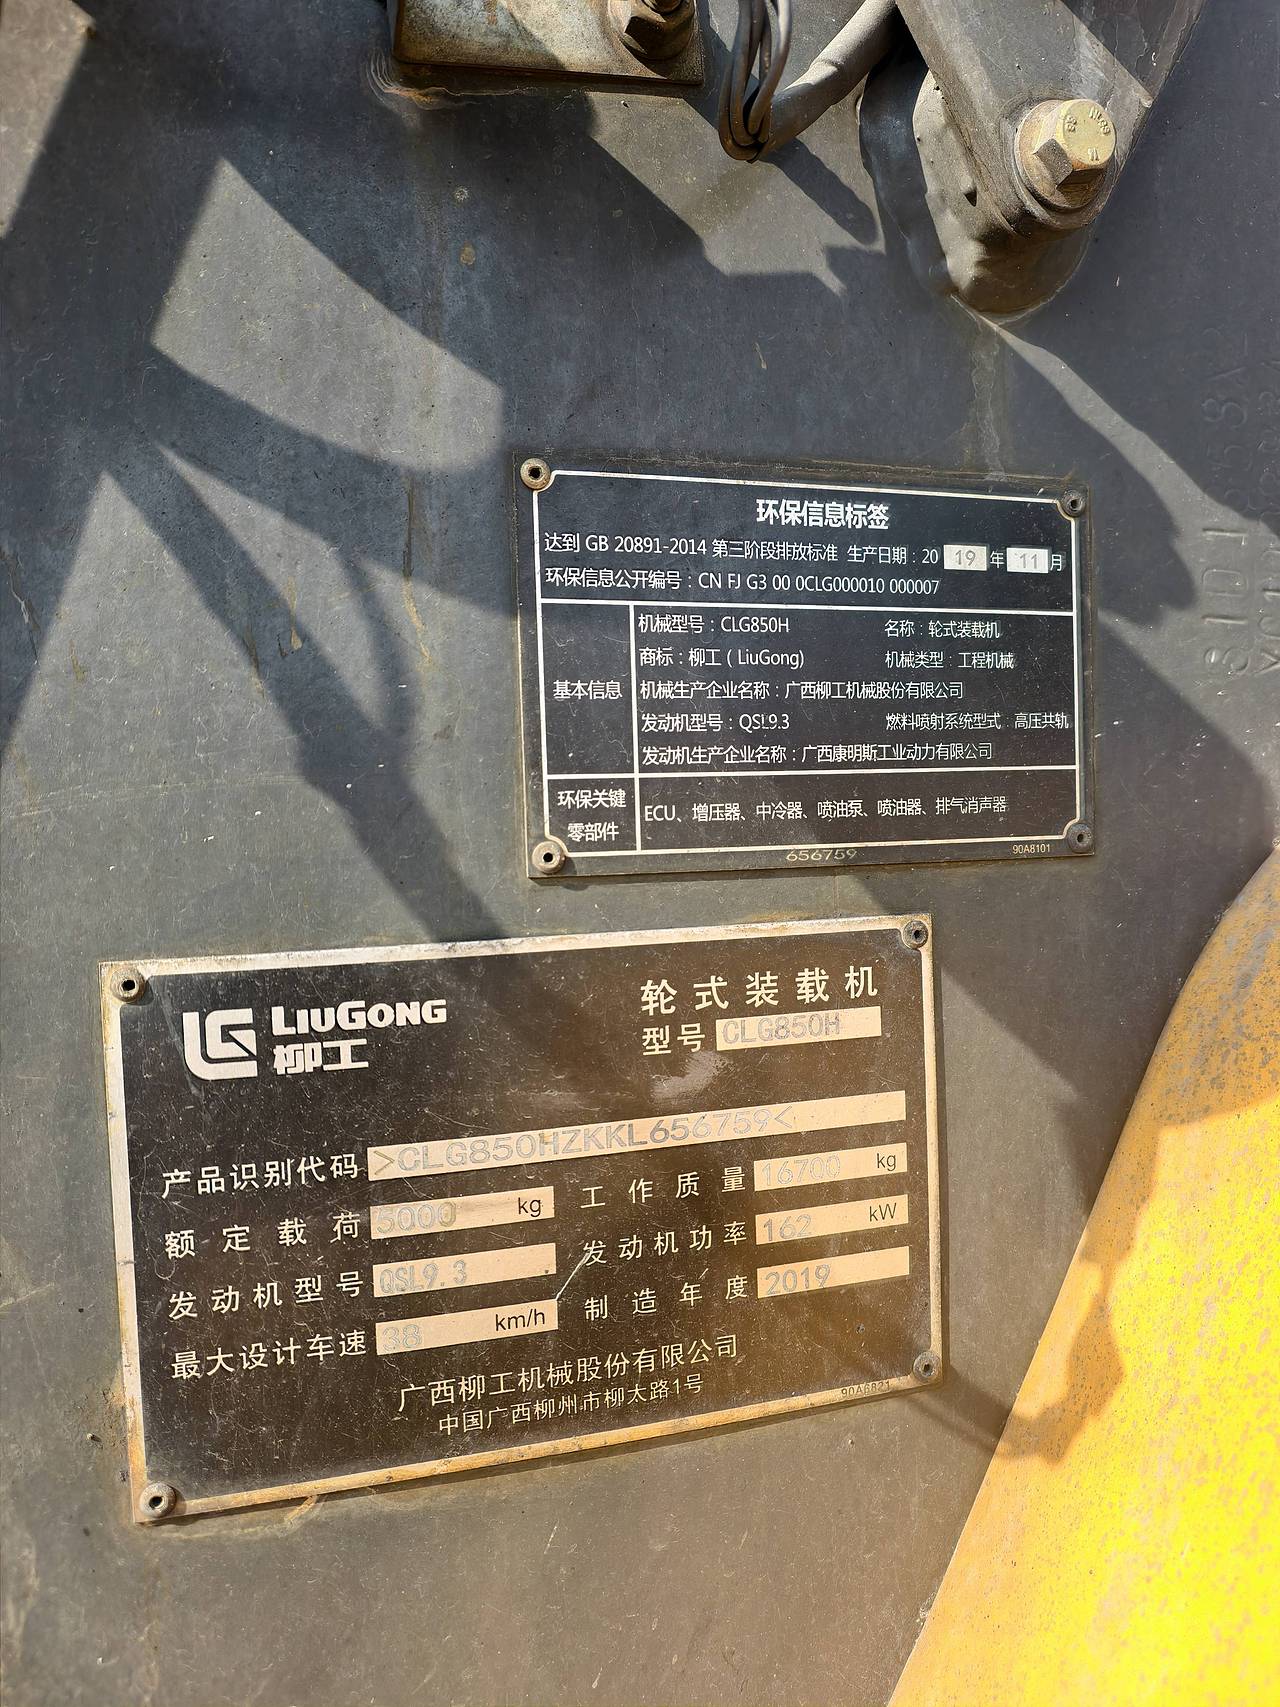 环保信息标签
达到 GB 20891-2014 第三阶段排放标准 生产日期：20 19 年 11 月
环保信息公开编号：CN FJ G3 00 0CLG000010 000007
基本信息
机械型号：CLG850H 名称：轮式装载机
商标：柳工（LiuGong） 机械类型：工程机械
机械生产企业名称：广西柳工机械股份有限公司
发动机型号：QSL9.3 燃料喷射系统型式：高压共轨
发动机生产企业名称：广西康明斯工业动力有限公司
环保关键
零部件
ECU、增压器、中冷器、喷油泵、喷油器、排气消声器
656759 90A8101
LIUGONG
柳工
轮式装载机
型号 CLG850H
产品识别代码 >CLG850HZKKL656759<
额定载荷 5000 kg 工作质量 16700 kg
发动机型号 QSL9.3 发动机功率 162 kW
最大设计车速 38 km/h 制造年度 2019
广西柳工机械股份有限公司
中国广西柳州市柳太路1号
90A6821